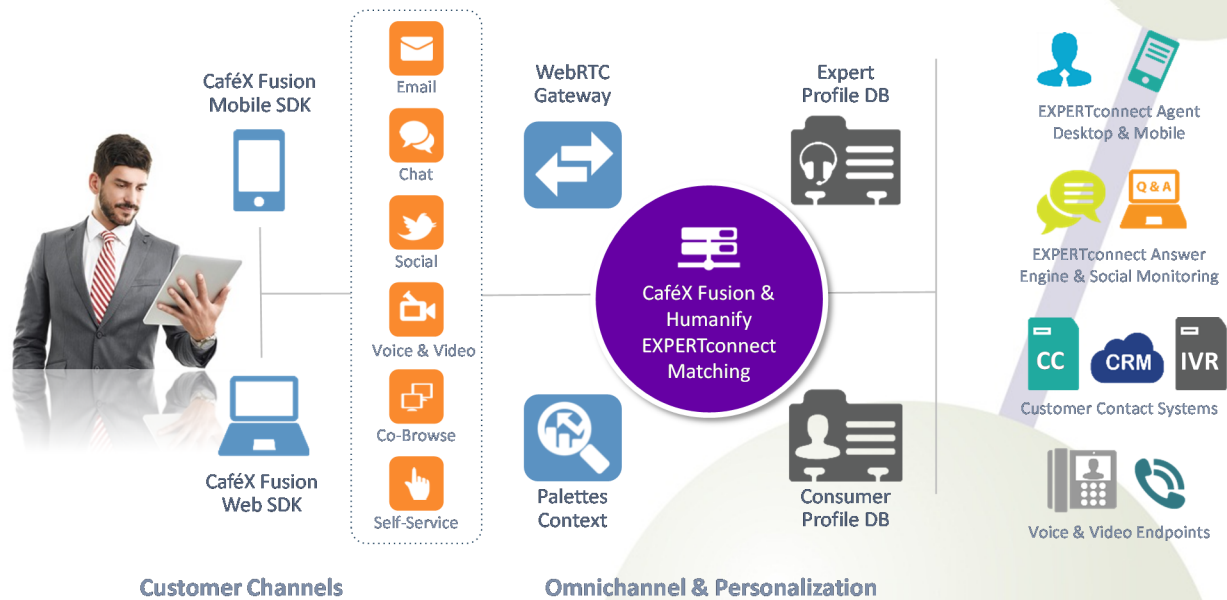 CaféX Fusion
Mobile SDK
CaféX Fusion
Web SDK
Email
Chat
Social
Voice & Video
Co-Browse
Self-Service
WebRTC
Gateway
Palettes
Context
CaféX Fusion &
Humanify
EXPERTconnect
Matching
Expert
Profile DB
Consumer
Profile DB
EXPERTconnect Agent
Desktop & Mobile
Q & A
EXPERTconnect Answer
Engine & Social Monitoring
CC
CRM
IVR
Customer Contact Systems
Voice & Video Endpoints
Customer Channels
Omnichannel & Personalization